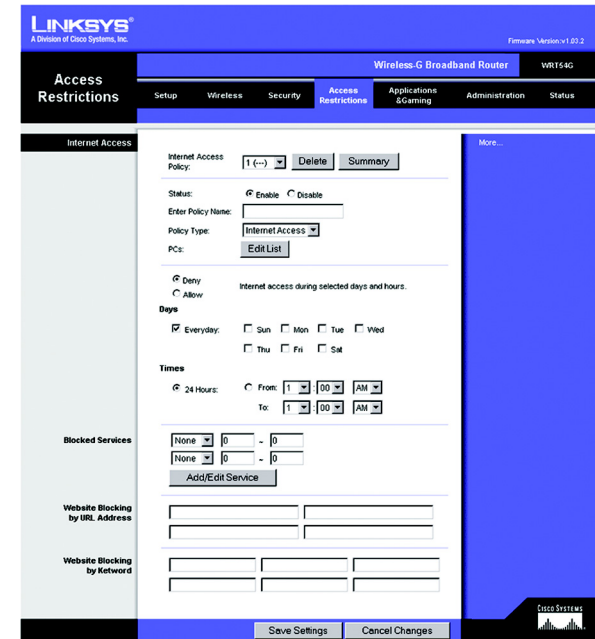 LINKSYS®
A Division of Cisco Systems, Inc.
Firmware Version:v1.03.2
Access Restrictions
Wireless-G Broadband Router WRT54G
Setup Wireless Security Access Restrictions Applications &Gaming Administration Status
Internet Access
More...
Internet Access Policy: 1 (---) Delete Summary
Status: Enable Disable
Enter Policy Name:
Policy Type: Internet Access
PCs: Edit List
Deny
Allow
Internet access during selected days and hours.
Days
Everyday: Sun Mon Tue Wed
Thu Fri Sat
Times
24 Hours: From: 1 : 00 AM
To: 1 : 00 AM
Blocked Services
None 0 ~ 0
None 0 ~ 0
Add/Edit Service
Website Blocking
by URL Address
Website Blocking
by Ketword
Save Settings Cancel Changes
CISCO SYSTEMS